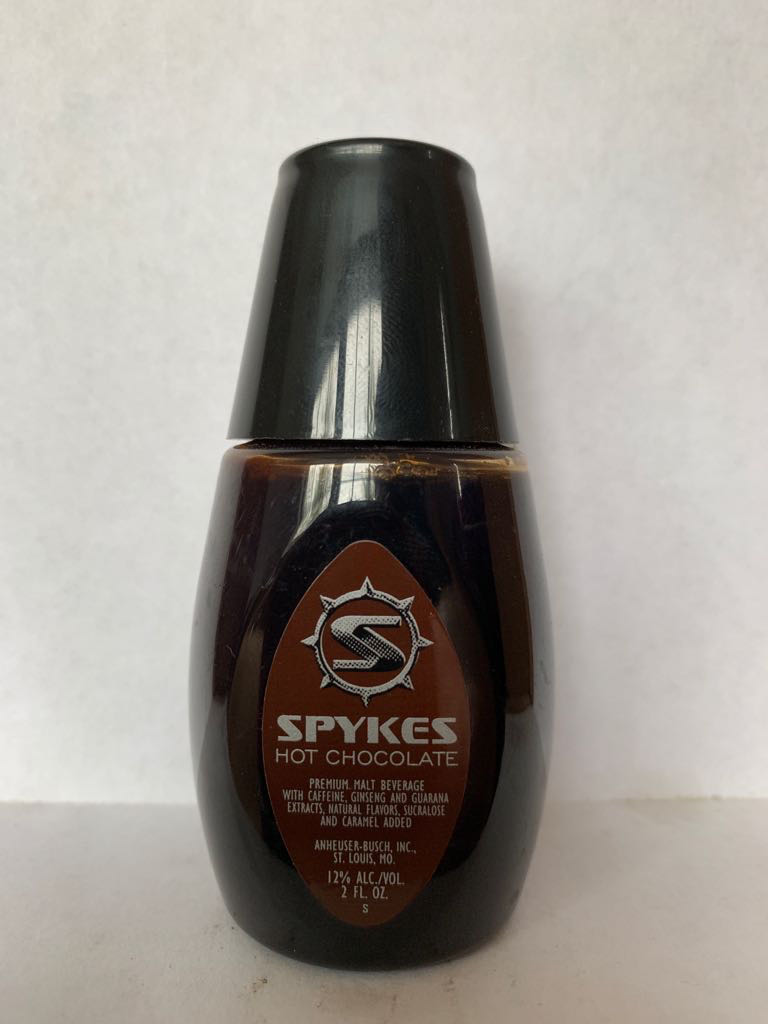 S
SPYKES
HOT CHOCOLATE
PREMIUM MALT BEVERAGE
WITH CAFFEINE, GINSENG AND GUARANA
EXTRACTS, NATURAL FLAVORS, SUCRALOSE
AND CARAMEL ADDED
ANHEUSER-BUSCH, INC.,
ST. LOUIS, MO.
12% ALC./VOL.
2 FL. OZ.
S